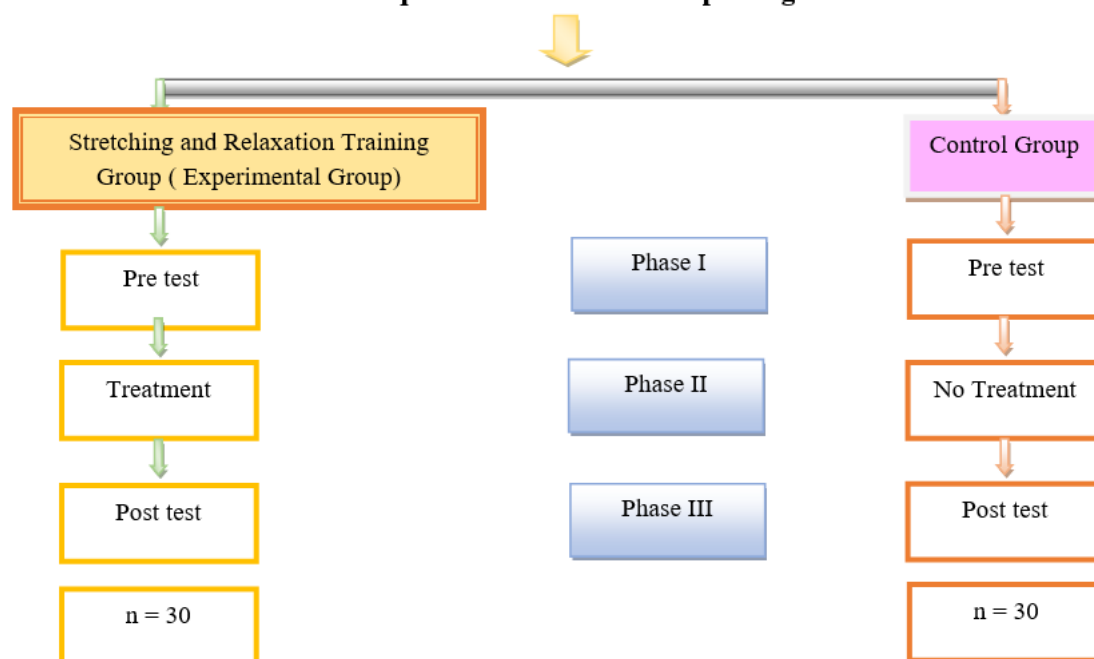 Stretching and Relaxation Training
Group ( Experimental Group)
Control Group
Pre test
Phase I
Pre test
Treatment
Phase II
No Treatment
Post test
Phase III
Post test
n = 30
n = 30